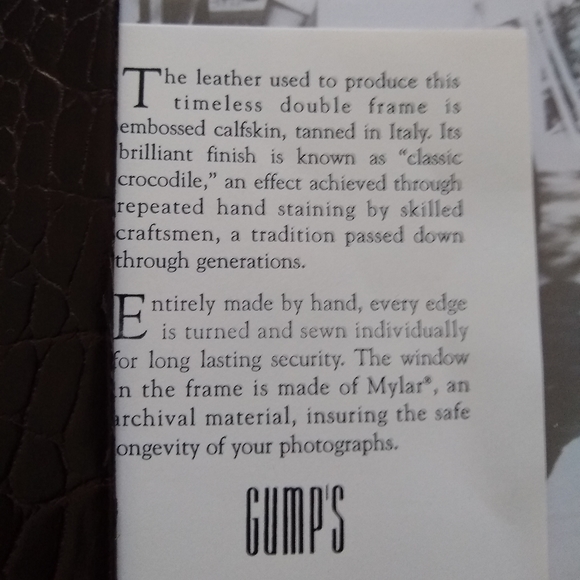 The leather used to produce this
timeless double frame is
embossed calfskin, tanned in Italy. Its
brilliant finish is known as “classic
crocodile,” an effect achieved through
repeated hand staining by skilled
craftsmen, a tradition passed down
through generations.
Entirely made by hand, every edge
is turned and sewn individually
for long lasting security. The window
in the frame is made of Mylar®, an
archival material, insuring the safe
longevity of your photographs.
GUMP'S